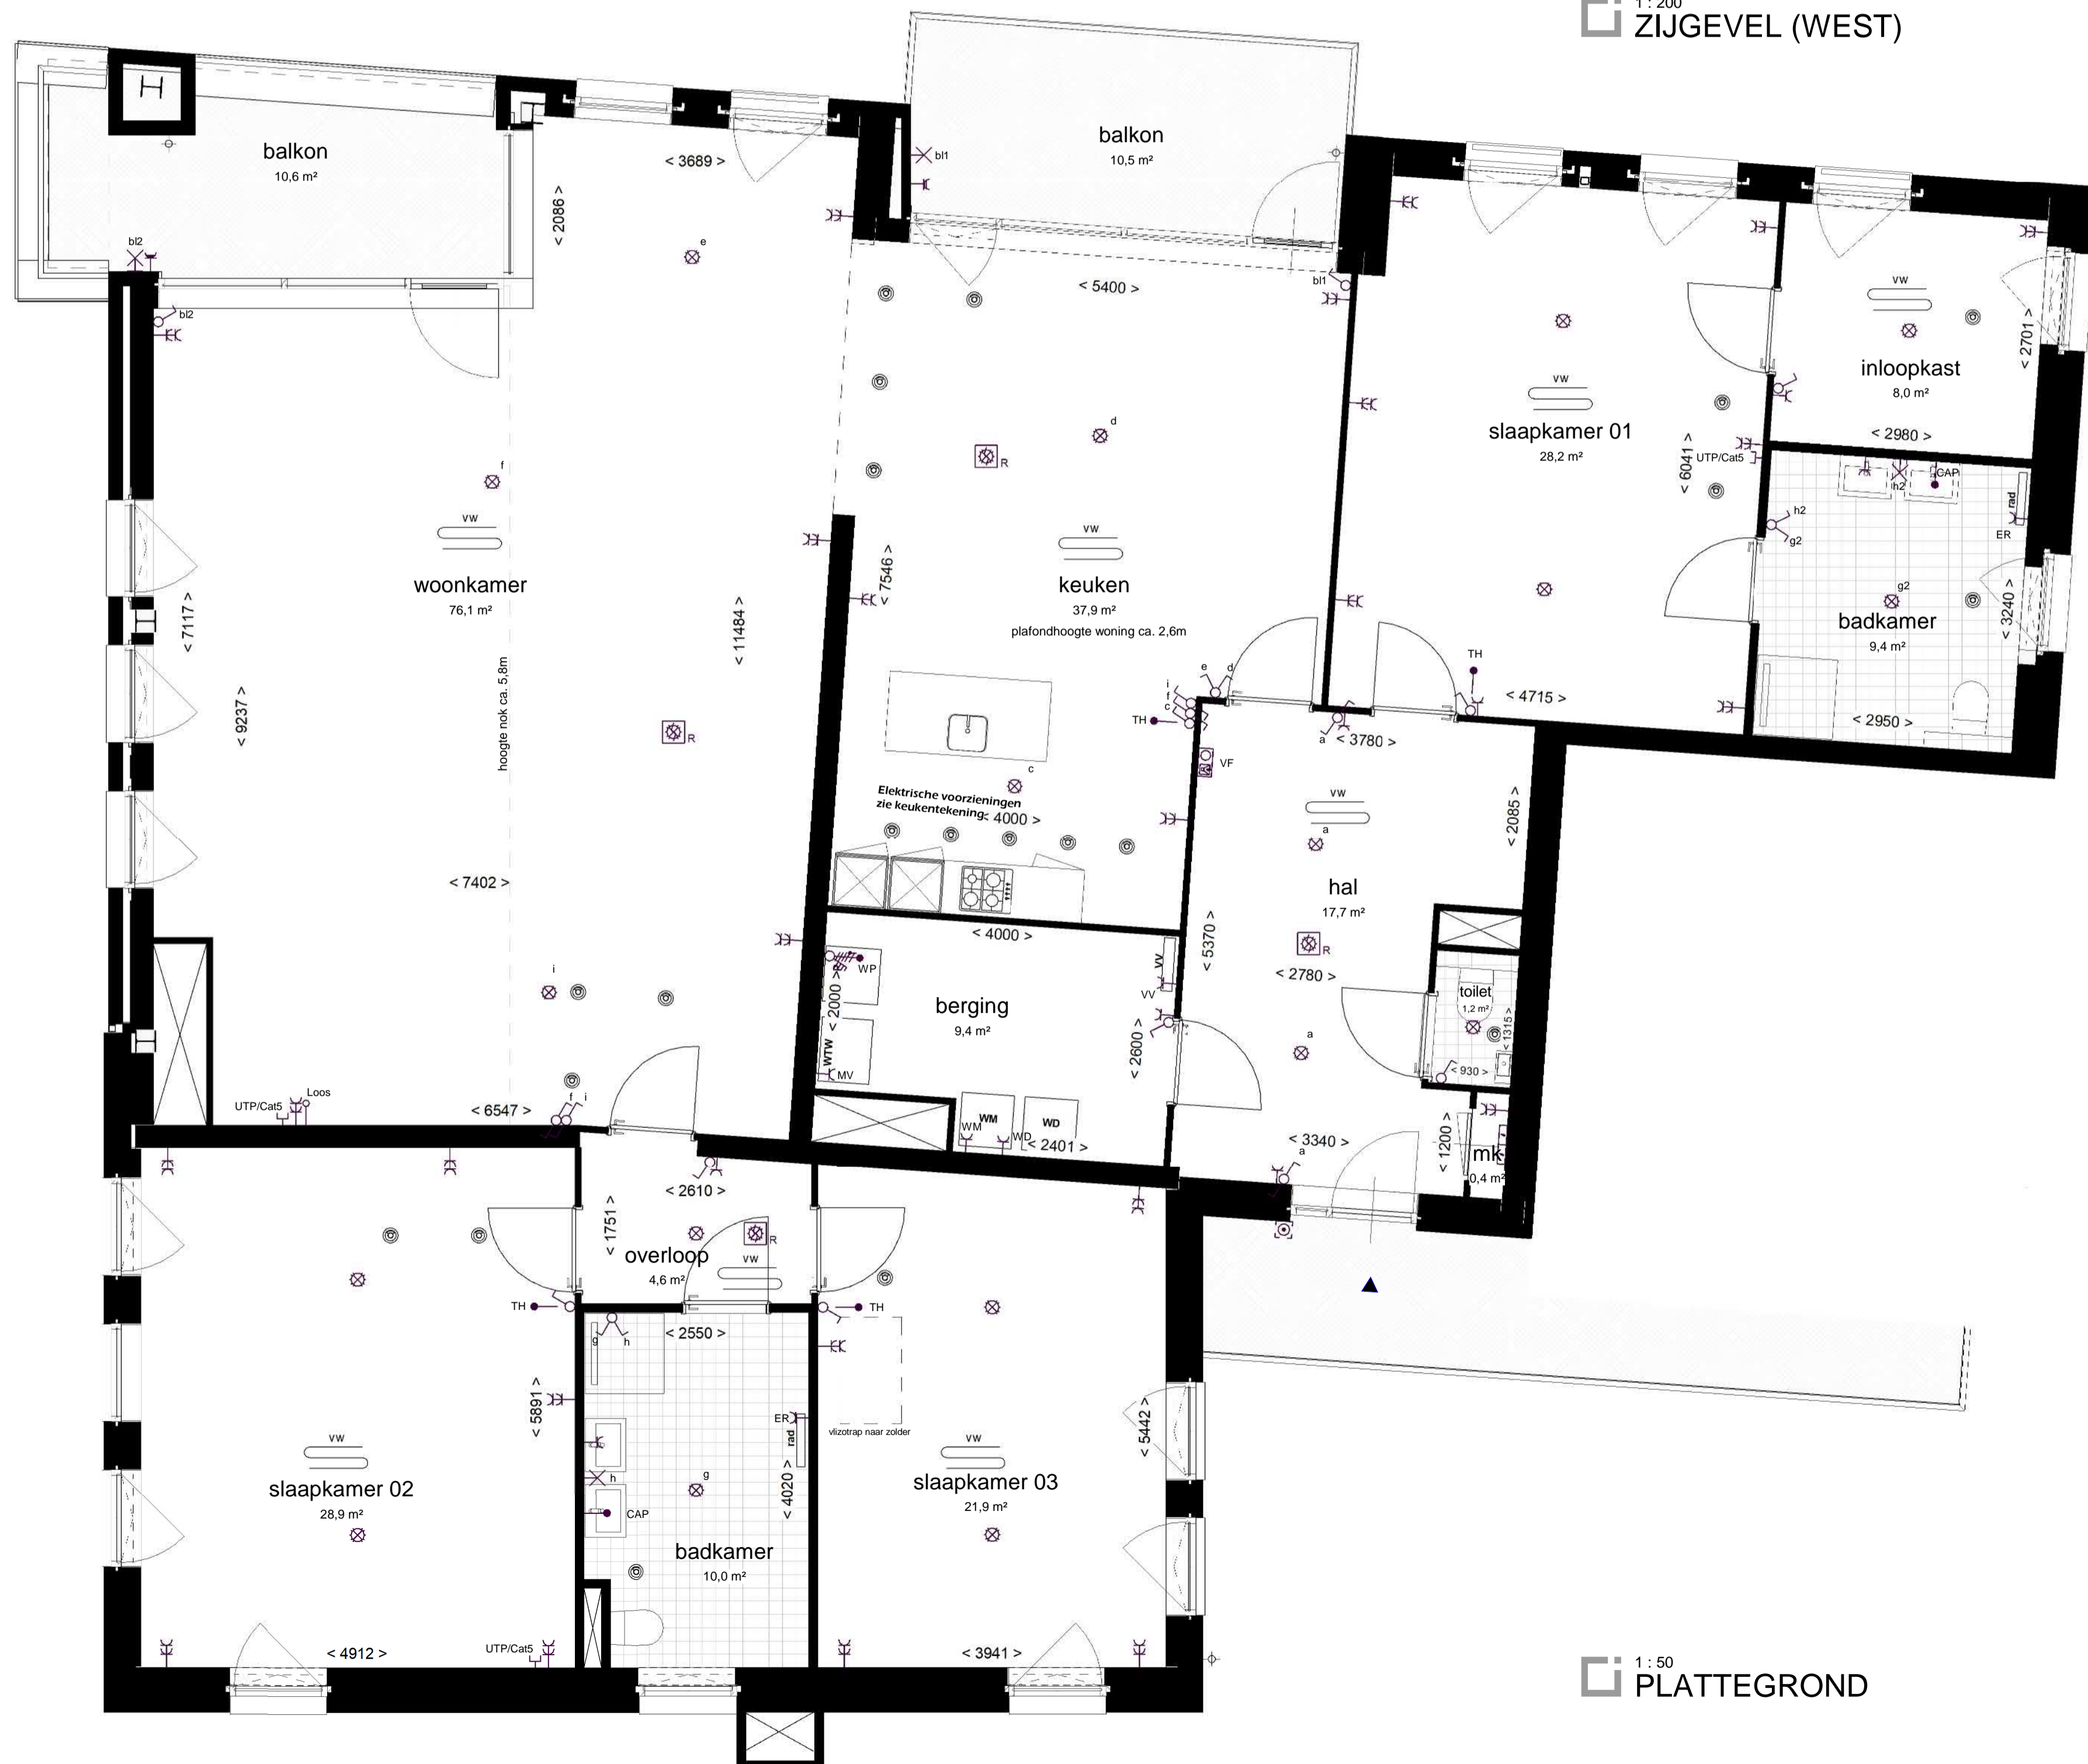 1 : 200
ZIJGEVEL (WEST)
balkon
10,6 m²
bl2
bl2
< 2086 >
< 3689 >
e
balkon
10,5 m²
bl1
< 5400 >
bl1
vw
inloopkast
8,0 m²
< 2701 >
< 2980 >
vw
slaapkamer 01
28,2 m²
< 6041 >
UTP/Cat5
TH
< 4715 >
h2
CAP
rad
ER
h2
g2
g2
badkamer
9,4 m²
< 3240 >
< 2950 >
f
vw
woonkamer
76,1 m²
< 7117 >
< 9237 >
hoogte nok ca. 5,8m
< 11484 >
R
< 7402 >
i
UTP/Cat5
Loos
< 6547 >
f i
d
R
< 7546 >
vw
keuken
37,9 m²
plafondhoogte woning ca. 2,6m
e d
i
f
c
TH
c
Elektrische voorzieningen
zie keukentekening
< 4000 >
a
< 3780 >
VF
vw
a
< 2085 >
hal
17,7 m²
< 5370 >
R
< 2780 >
a
toilet
1,2 m²
< 1315 >
< 930 >
< 3340 >
a
< 1200 >
mk
0,4 m²
< 4000 >
WP
< 2000 >
berging
9,4 m²
VV
VV
WTW
MV
< 2600 >
WM
WD
WM
WD
< 2401 >
< 2610 >
< 1751 >
overloop
4,6 m²
R
vw
TH
vw
slaapkamer 02
28,9 m²
< 5891 >
< 4912 >
UTP/Cat5
g
h
< 2550 >
ER
rad
h
g
CAP
< 4020 >
badkamer
10,0 m²
TH
vlizotrap naar zolder
vw
slaapkamer 03
21,9 m²
< 5442 >
< 3941 >
1 : 50
PLATTEGROND